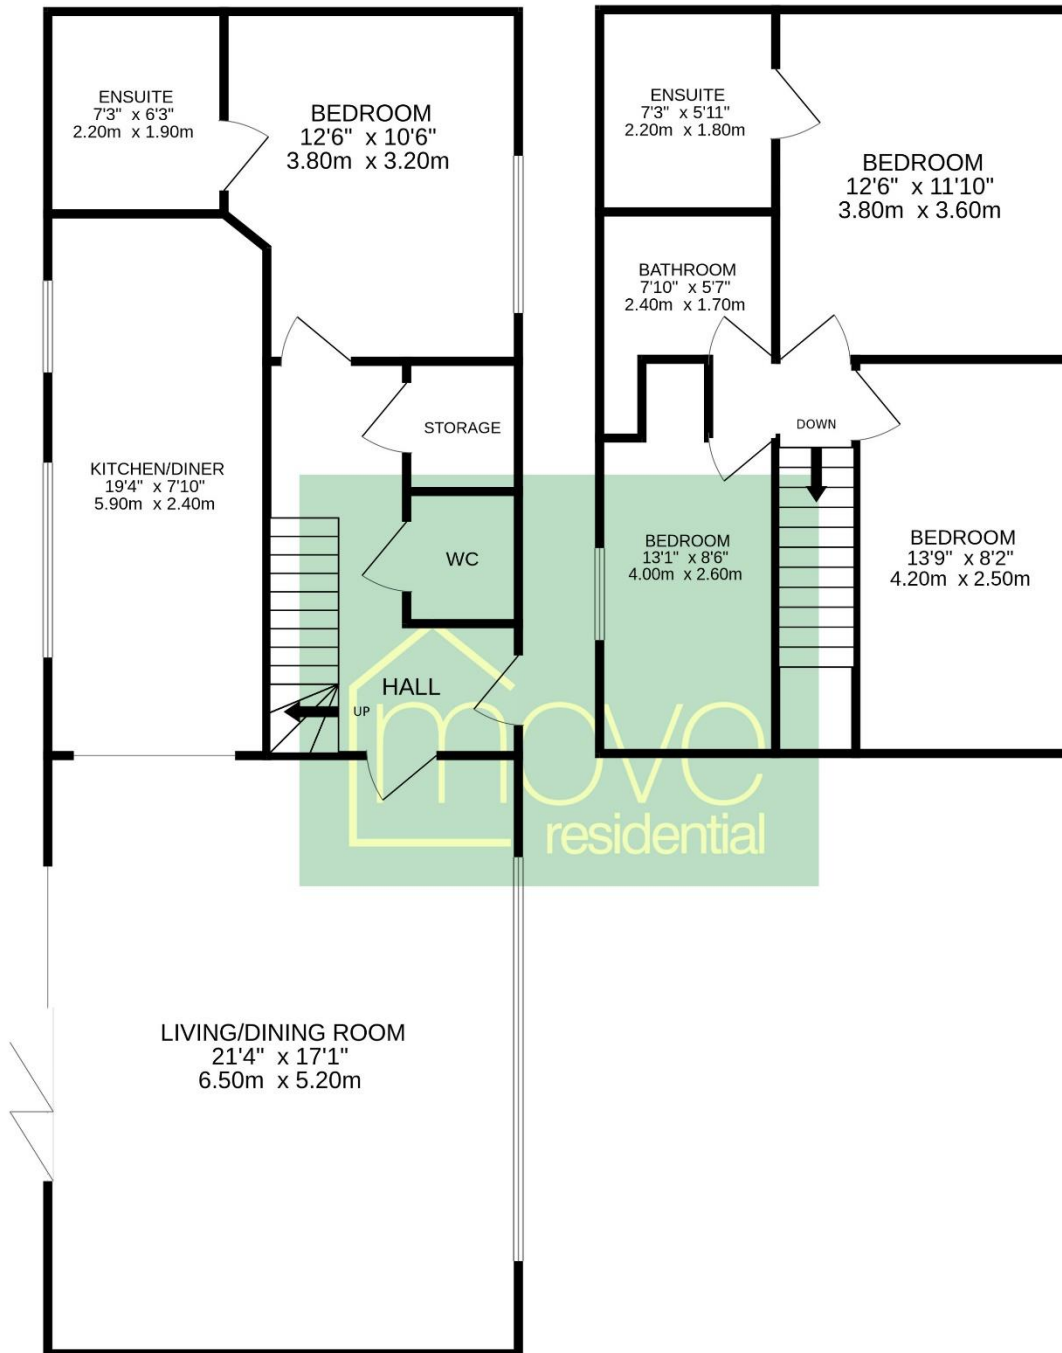 ENSUITE
7'3" x 6'3"
2.20m x 1.90m
BEDROOM
12'6" x 10'6"
3.80m x 3.20m
KITCHEN/DINER
19'4" x 7'10"
5.90m x 2.40m
STORAGE
WC
HALL
UP
LIVING/DINING ROOM
21'4" x 17'1"
6.50m x 5.20m
ENSUITE
7'3" x 5'11"
2.20m x 1.80m
BEDROOM
12'6" x 11'10"
3.80m x 3.60m
BATHROOM
7'10" x 5'7"
2.40m x 1.70m
DOWN
BEDROOM
13'1" x 8'6"
4.00m x 2.60m
BEDROOM
13'9" x 8'2"
4.20m x 2.50m
move
residential